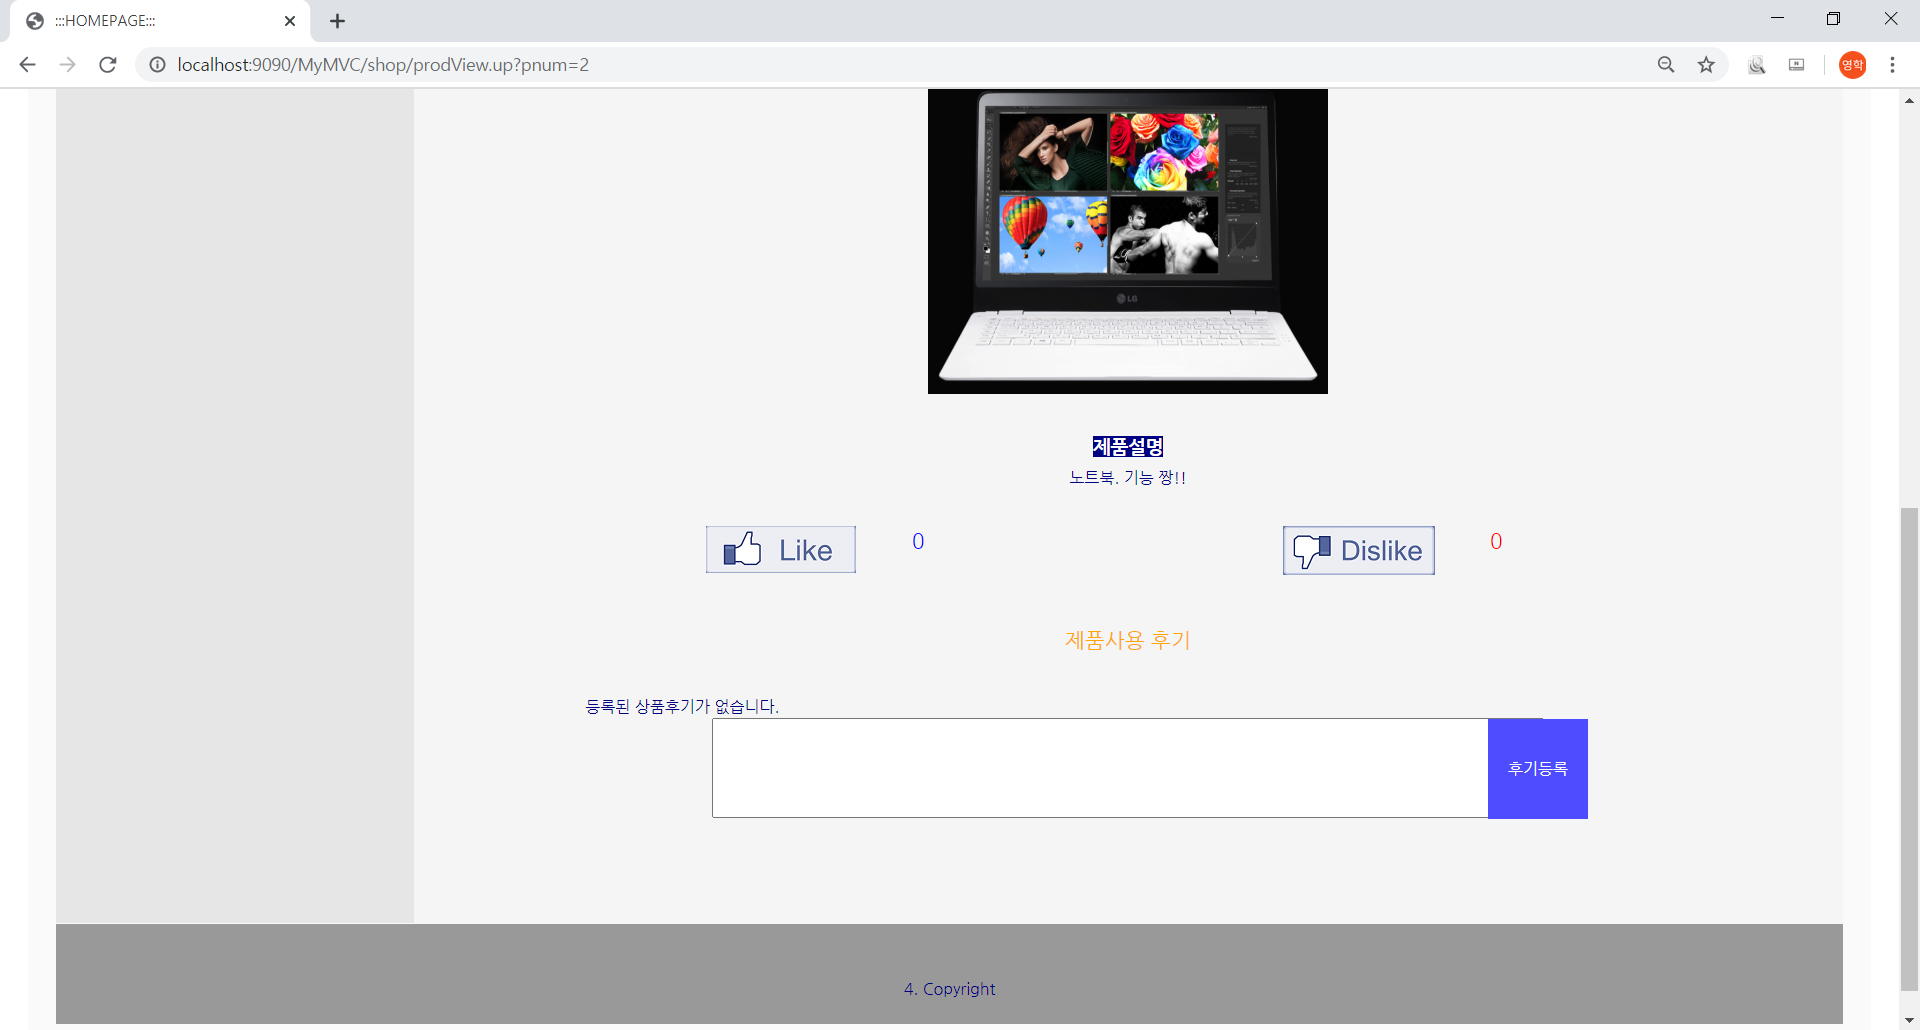 :::HOMEPAGE:::
localhost:9090/MyMVC/shop/prodView.up?pnum=2
영학
LG
제품설명
노트북. 기능 짱!!
Like 0
Dislike 0
제품사용 후기
등록된 상품후기가 없습니다.
후기등록
4. Copyright